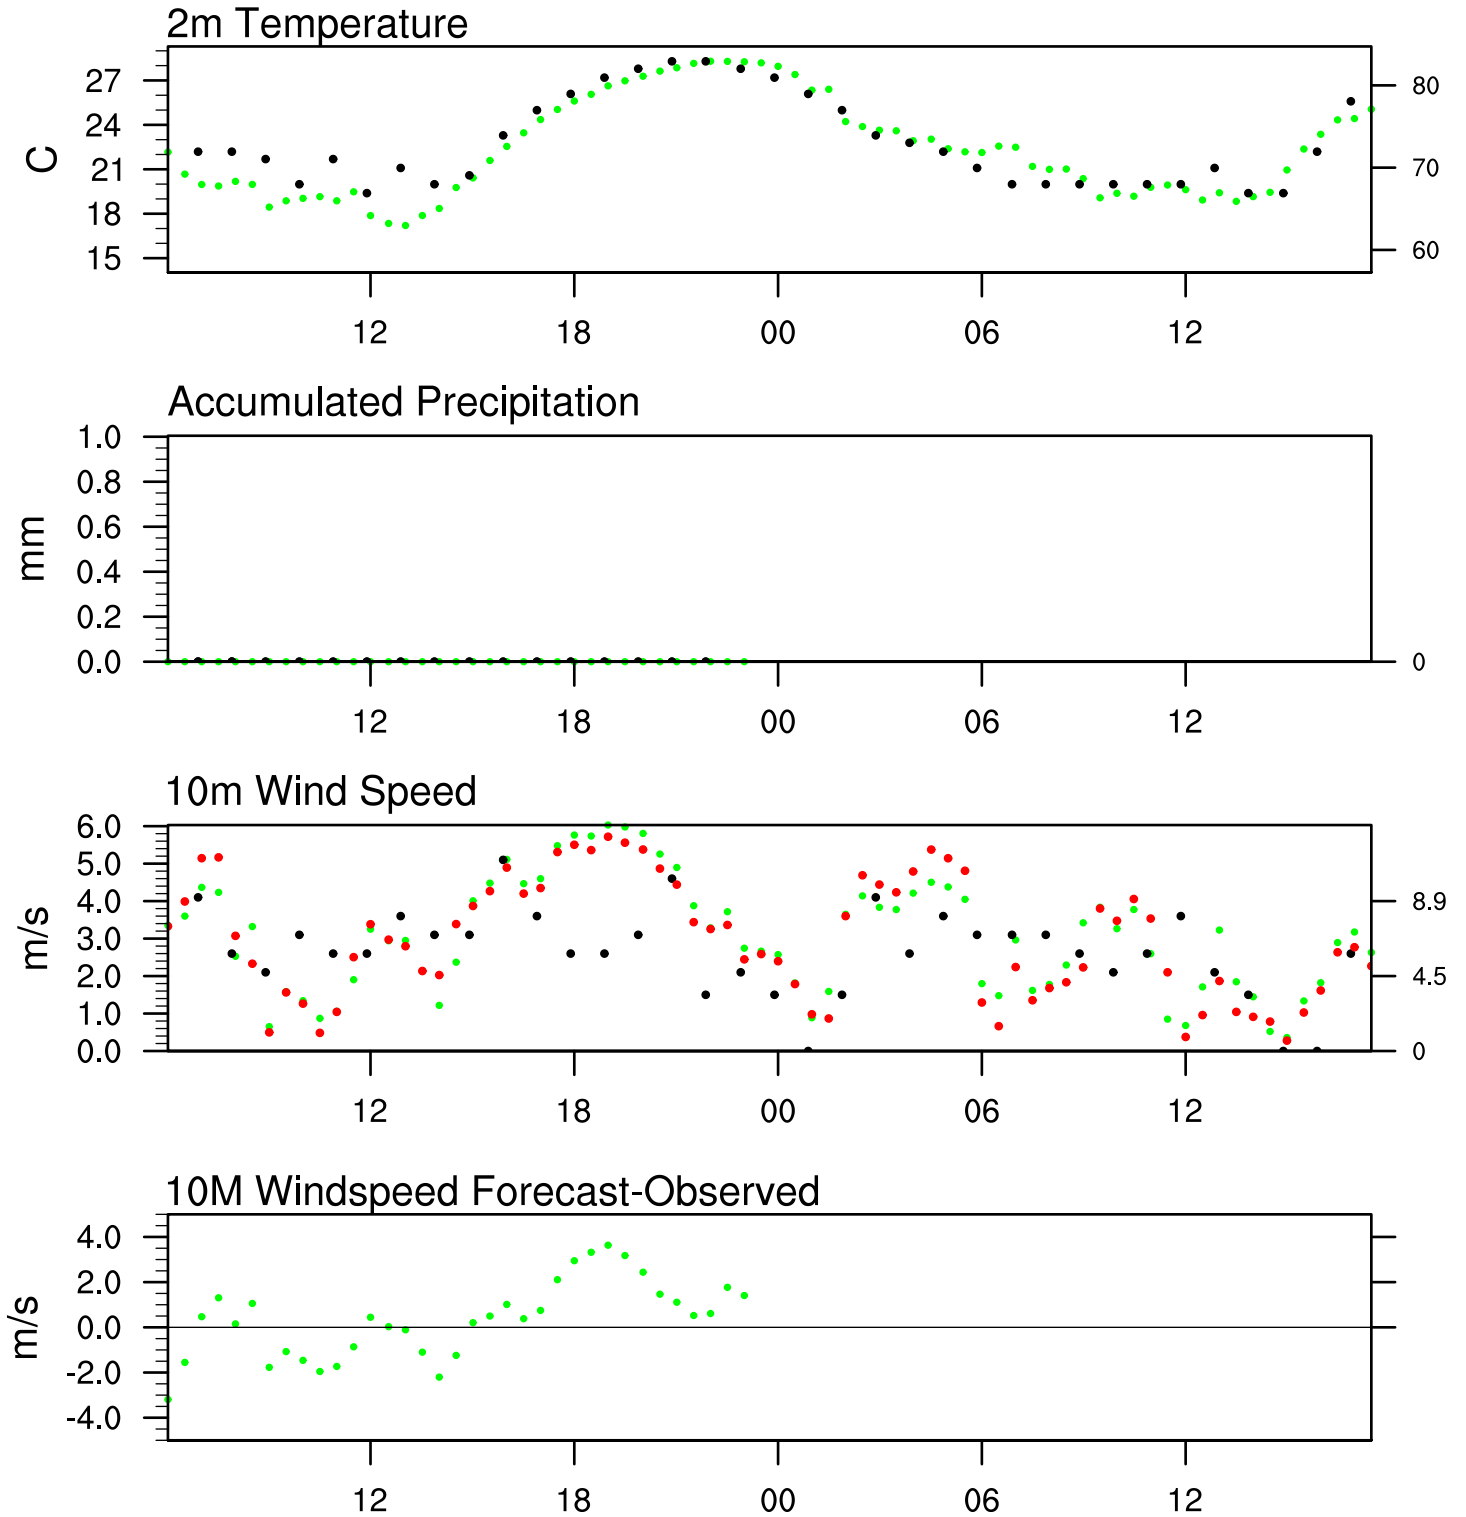 2m Temperature
27
24
21
18
15
C
80
70
60
12 18 00 06 12
Accumulated Precipitation
1.0
0.8
0.6
0.4
0.2
0.0
mm
0
12 18 00 06 12
10m Wind Speed
6.0
5.0
4.0
3.0
2.0
1.0
0.0
m/s
8.9
4.5
0
12 18 00 06 12
10M Windspeed Forecast-Observed
4.0
2.0
0.0
-2.0
-4.0
m/s
12 18 00 06 12